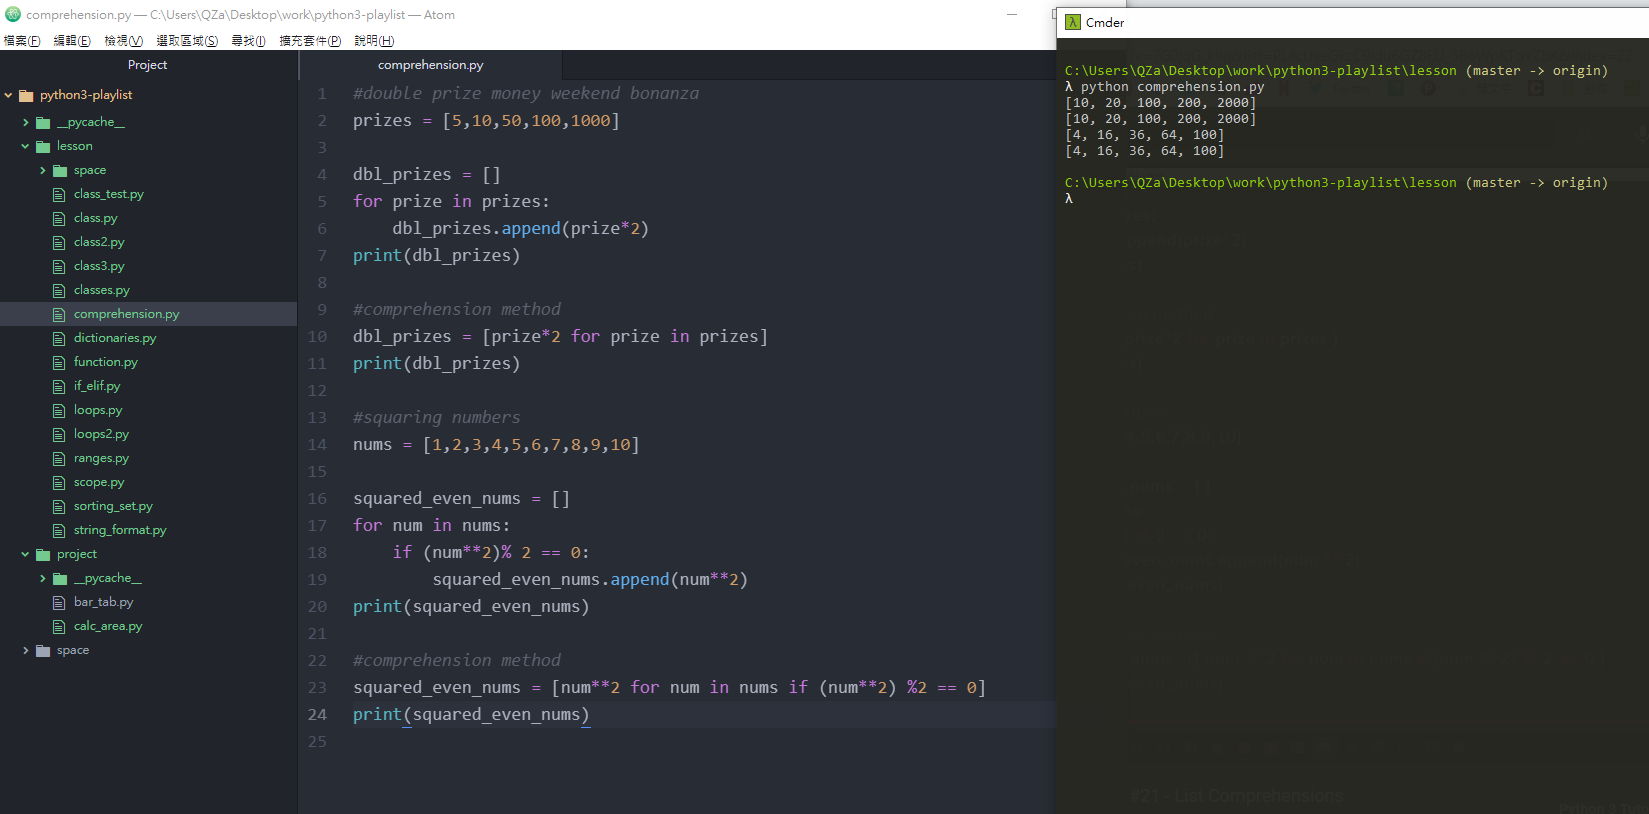 comprehension.py — C:\Users\QZa\Desktop\work\python3-playlist — Atom
檔案(F) 編輯(E) 檢視(V) 選取區域(S) 尋找(I) 擴充套件(P) 說明(H)
Project
python3-playlist
__pycache__
lesson
space
class_test.py
class.py
class2.py
class3.py
classes.py
comprehension.py
dictionaries.py
function.py
if_elif.py
loops.py
loops2.py
ranges.py
scope.py
sorting_set.py
string_format.py
project
__pycache__
bar_tab.py
calc_area.py
space
comprehension.py
1 #double prize money weekend bonanza
2 prizes = [5,10,50,100,1000]
3
4 dbl_prizes = []
5 for prize in prizes:
6     dbl_prizes.append(prize*2)
7 print(dbl_prizes)
8
9 #comprehension method
10 dbl_prizes = [prize*2 for prize in prizes]
11 print(dbl_prizes)
12
13 #squaring numbers
14 nums = [1,2,3,4,5,6,7,8,9,10]
15
16 squared_even_nums = []
17 for num in nums:
18     if (num**2)% 2 == 0:
19         squared_even_nums.append(num**2)
20 print(squared_even_nums)
21
22 #comprehension method
23 squared_even_nums = [num**2 for num in nums if (num**2) %2 == 0]
24 print(squared_even_nums)
25
λ Cmder
C:\Users\QZa\Desktop\work\python3-playlist\lesson (master -> origin)
λ python comprehension.py
[10, 20, 100, 200, 2000]
[10, 20, 100, 200, 2000]
[4, 16, 36, 64, 100]
[4, 16, 36, 64, 100]
C:\Users\QZa\Desktop\work\python3-playlist\lesson (master -> origin)
λ
#21 - List Comprehensions